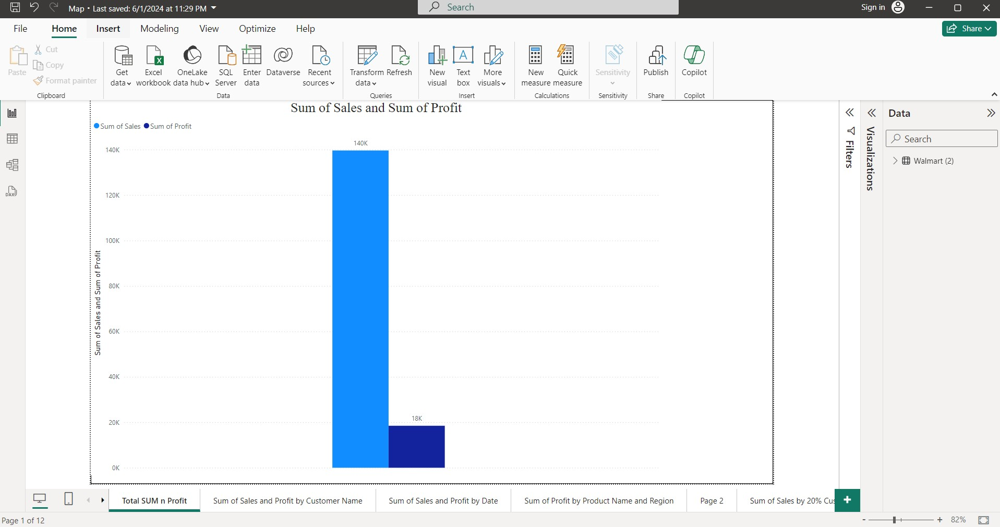 Map • Last saved: 6/1/2024 at 11:29 PM
Search
Sign in
File Home Insert Modeling View Optimize Help
Share
Paste
Cut
Copy
Format painter
Clipboard
Get data
Excel workbook
OneLake data hub
SQL Server
Enter data
Dataverse
Recent sources
Data
Transform data
Refresh
Queries
New visual
Text box
More visuals
Insert
New measure
Quick measure
Calculations
Sensitivity
Sensitivity
Publish
Share
Copilot
Copilot
DAX
Sum of Sales and Sum of Profit
Sum of Sales Sum of Profit
140K
140K
120K
100K
80K
60K
40K
18K
20K
0K
Sum of Sales and Sum of Profit
Filters
Visualizations
Data
Search
Walmart (2)
Total SUM n Profit
Sum of Sales and Profit by Customer Name
Sum of Sales and Profit by Date
Sum of Profit by Product Name and Region
Page 2
Sum of Sales by 20% Cus
Page 1 of 12
- + 82%